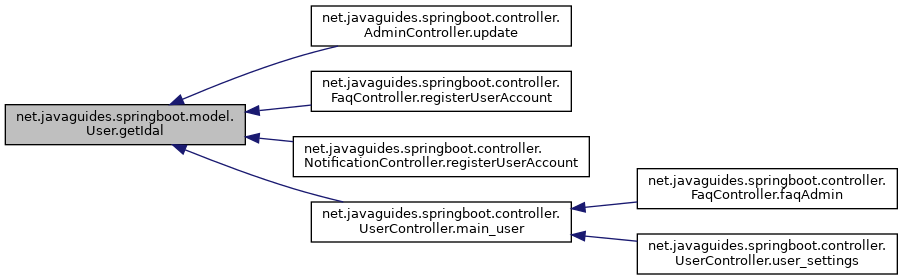 net.javaguides.springboot.controller.
AdminController.update
net.javaguides.springboot.controller.
FaqController.registerUserAccount
net.javaguides.springboot.model.
User.getIdal
net.javaguides.springboot.controller.
NotificationController.registerUserAccount
net.javaguides.springboot.controller.
UserController.main_user
net.javaguides.springboot.controller.
FaqController.faqAdmin
net.javaguides.springboot.controller.
UserController.user_settings